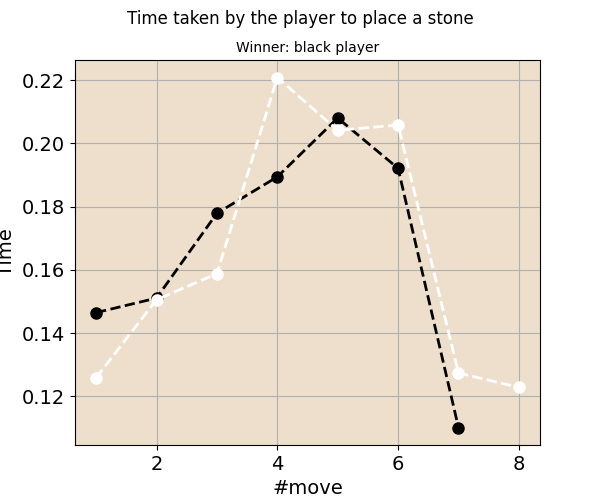 Time taken by the player to place a stone
Winner: black player
0.22
0.20
0.18
0.16
0.14
0.12
Time
2 4 6 8
#move